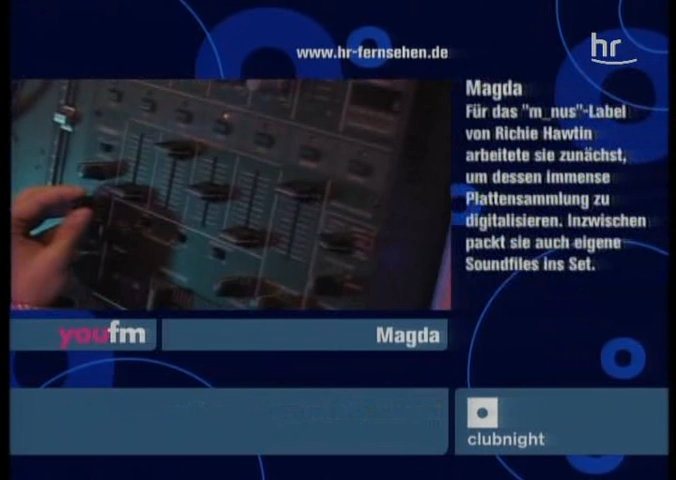 www.hr-fernsehen.de
hr
Magda
Für das "m_nus"-Label
von Richie Hawtin
arbeitete sie zunächst,
um dessen immense
Plattensammlung zu
digitalisieren. Inzwischen
packt sie auch eigene
Soundfiles ins Set.
youfm
Magda
clubnight